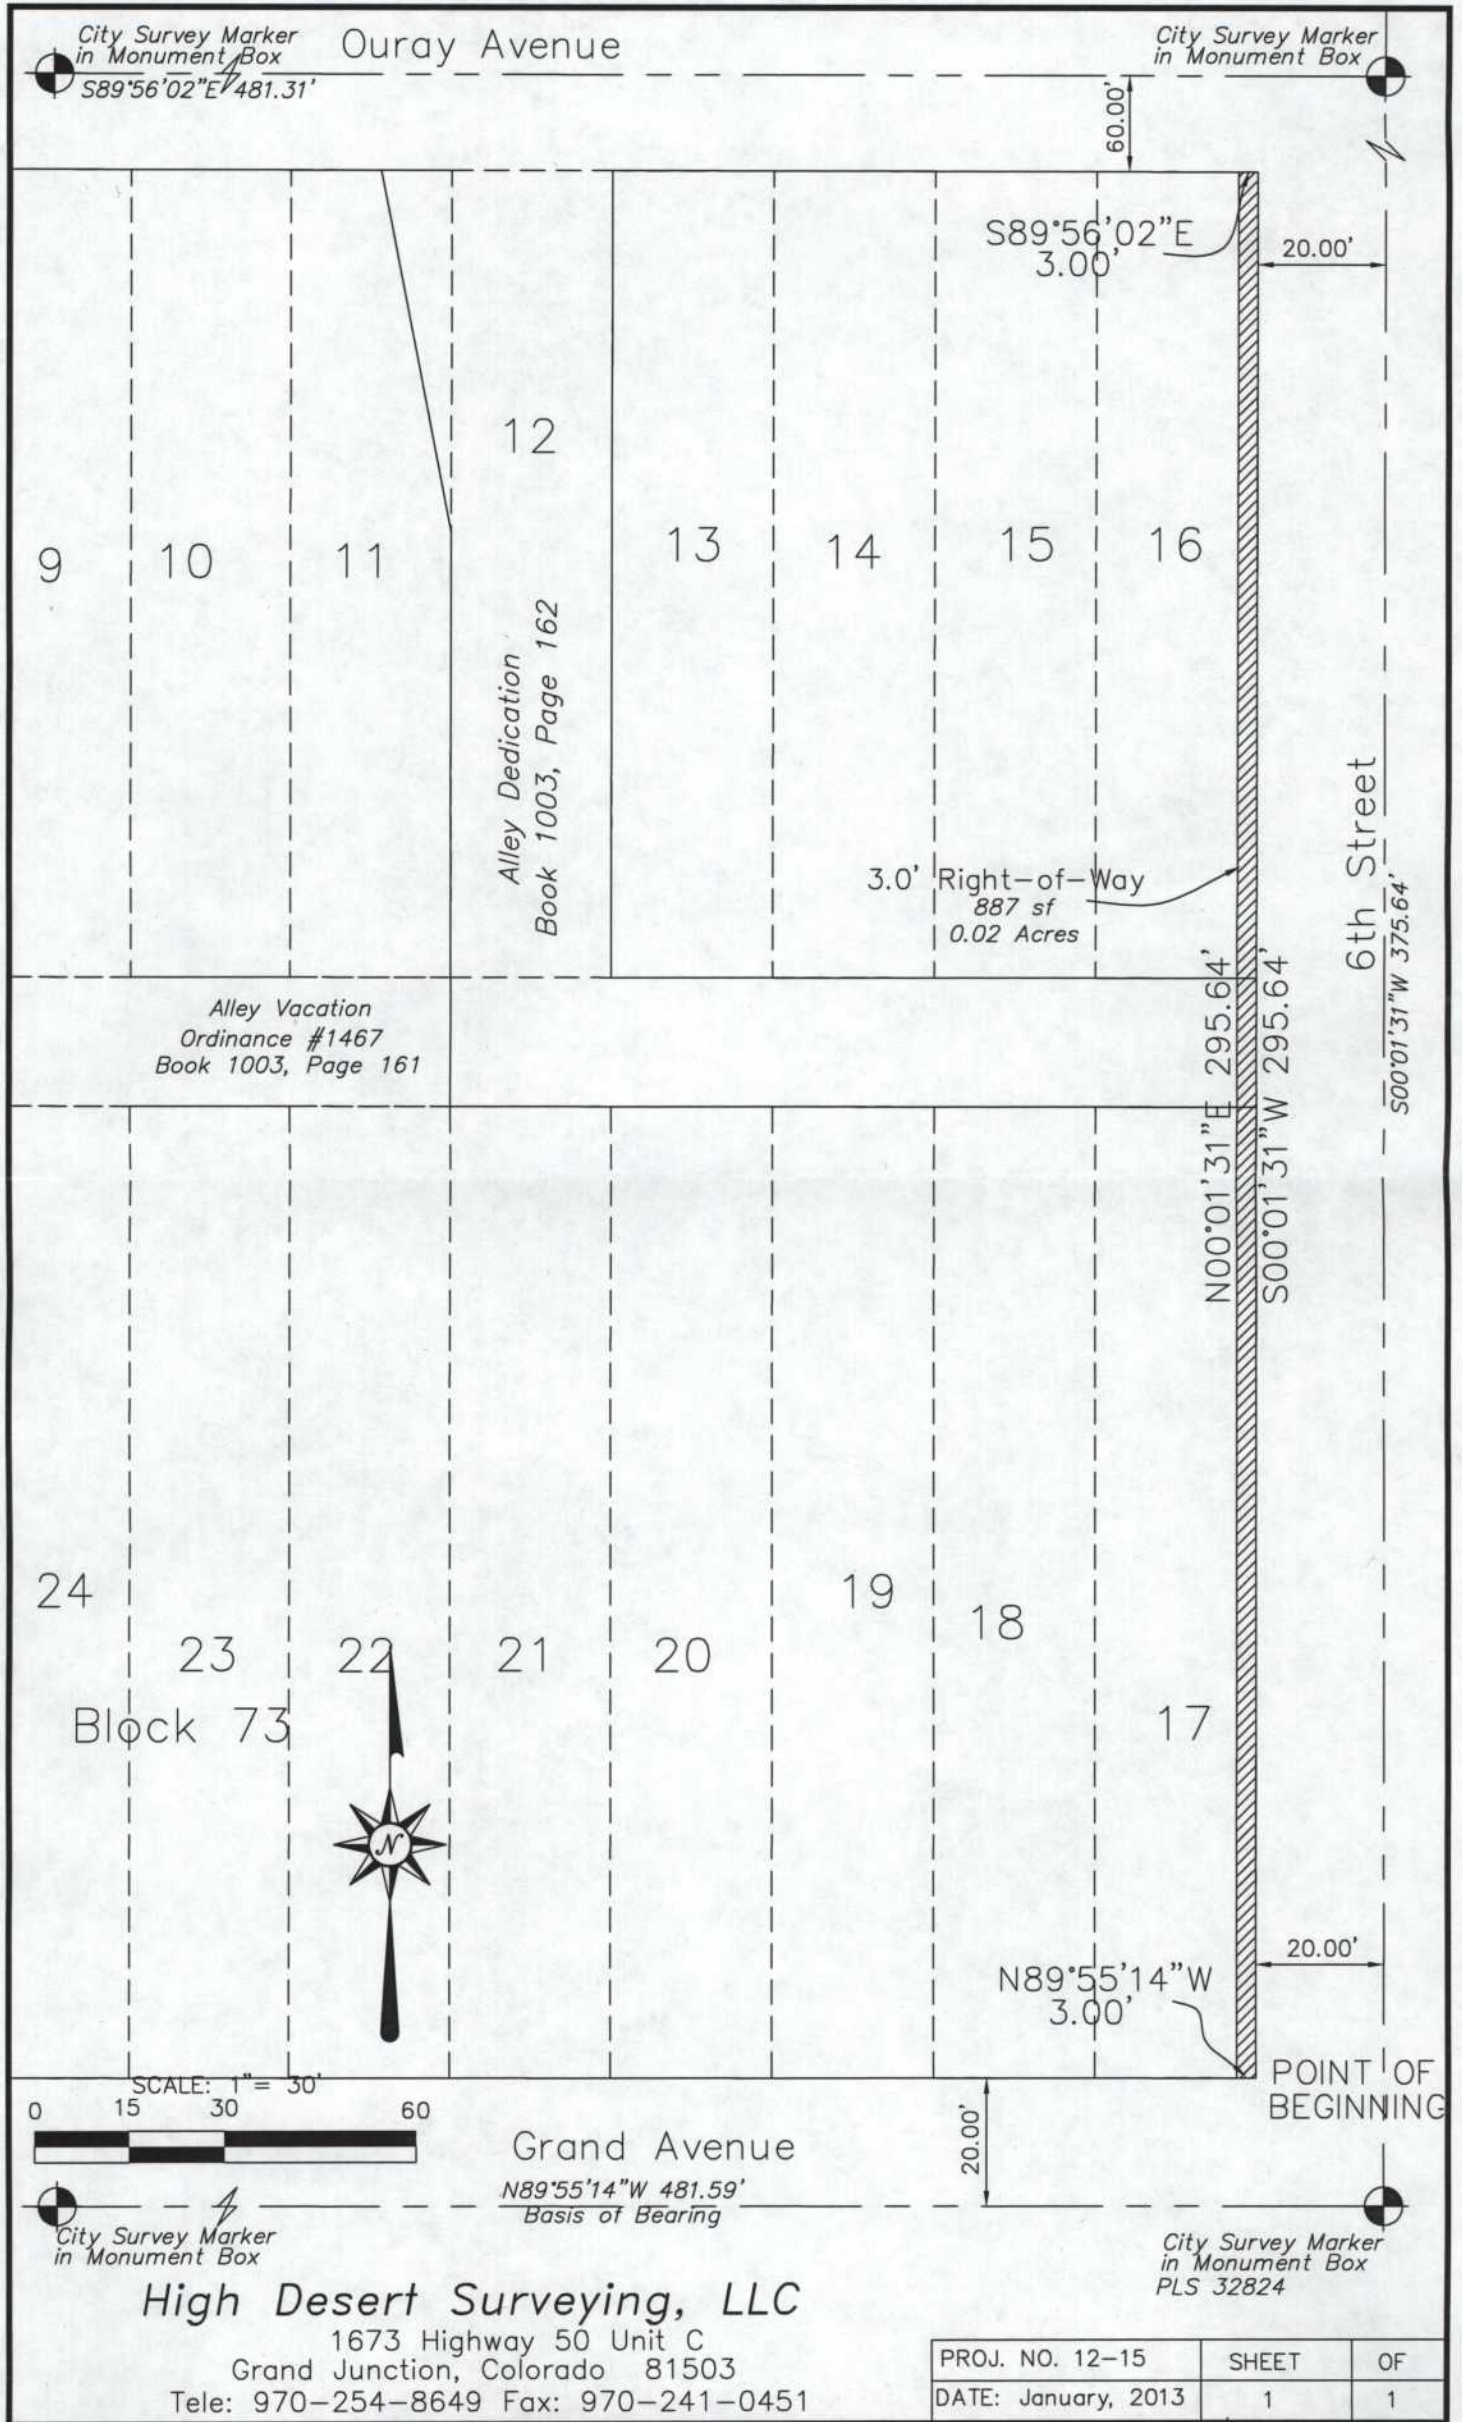 City Survey Marker
in Monument Box
S89°56'02"E 481.31'
Ouray Avenue
City Survey Marker
in Monument Box
60.00'
S89°56'02"E
3.00'
20.00'
12
9
10
11
13
14
15
16
Alley Dedication
Book 1003, Page 162
3.0' Right-of-Way
887 sf
0.02 Acres
6th Street
S00°01'31"W 375.64'
N00°01'31"E 295.64'
S00°01'31"W 295.64'
Alley Vacation
Ordinance #1467
Book 1003, Page 161
24
23
22
21
20
19
18
17
Block 73
N
N89°55'14"W
3.00'
20.00'
POINT OF
BEGINNING
SCALE: 1"= 30'
0 15 30 60
Grand Avenue
20.00'
N89°55'14"W 481.59'
Basis of Bearing
City Survey Marker
in Monument Box
City Survey Marker
in Monument Box
PLS 32824
High Desert Surveying, LLC
1673 Highway 50 Unit C
Grand Junction, Colorado 81503
Tele: 970-254-8649 Fax: 970-241-0451
PROJ. NO. 12-15 SHEET OF
DATE: January, 2013 1 1